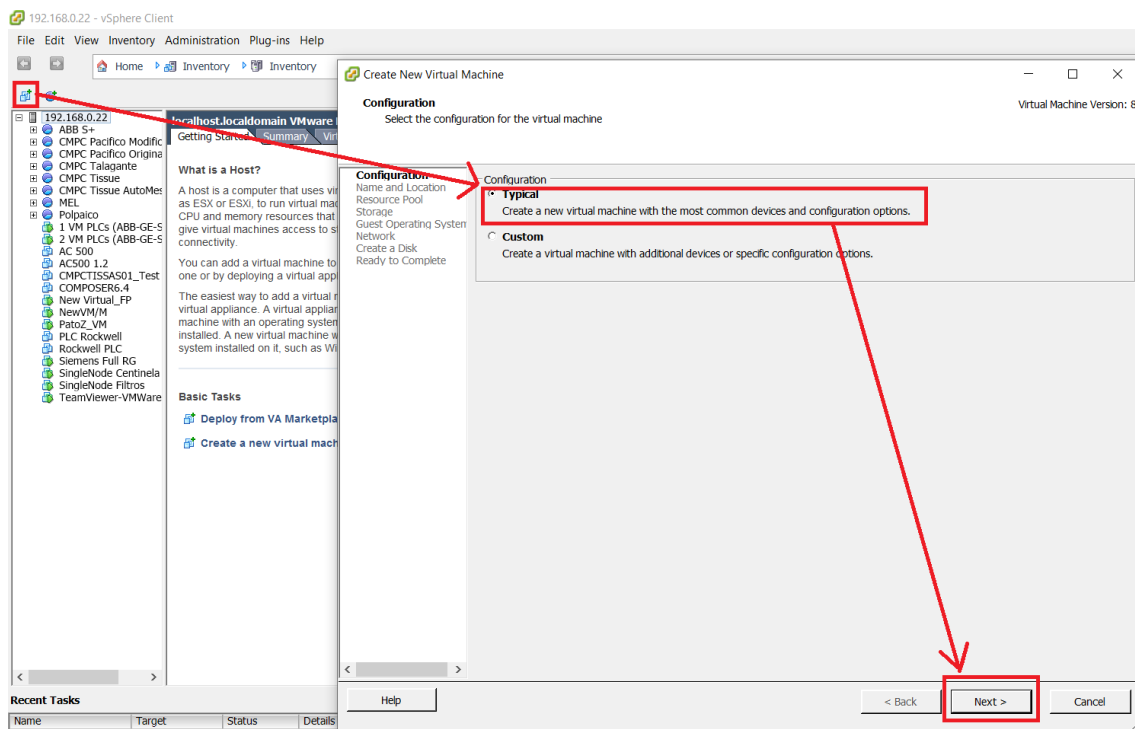 192.168.0.22 - vSphere Client
File Edit View Inventory Administration Plug-ins Help
Home Inventory Inventory
192.168.0.22
ABB S+
CMPC Pacifico Modific
CMPC Pacifico Origina
CMPC Talagante
CMPC Tissue
CMPC Tissue AutoMes
MEL
Polpaico
1 VM PLCs (ABB-GE-S
2 VM PLCs (ABB-GE-S
AC 500
AC500 1.2
CMPCTISSAS01_Test
COMPOSER6.4
New Virtual_FP
NewVM/M
PatoZ_VM
PLC Rockwell
Rockwell PLC
Siemens Full RG
SingleNode Centinela
SingleNode Filtros
TeamViewer-VMWare
localhost.localdomain VMware
Getting Started Summary Virt
What is a Host?
A host is a computer that uses vir
as ESX or ESXi, to run virtual mac
CPU and memory resources that
give virtual machines access to st
connectivity.
You can add a virtual machine to
one or by deploying a virtual appl
The easiest way to add a virtual m
virtual appliance. A virtual applian
machine with an operating system
installed. A new virtual machine w
system installed on it, such as Wi
Basic Tasks
Deploy from VA Marketpla
Create a new virtual mach
Create New Virtual Machine
Configuration
Select the configuration for the virtual machine
Virtual Machine Version: 8
Configuration
Name and Location
Resource Pool
Storage
Guest Operating System
Network
Create a Disk
Ready to Complete
Configuration
Typical
Create a new virtual machine with the most common devices and configuration options.
Custom
Create a virtual machine with additional devices or specific configuration options.
Help
< Back
Next >
Cancel
Recent Tasks
Name Target Status Details